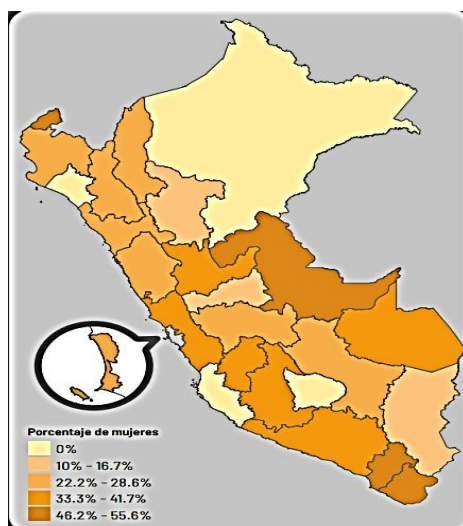 Porcentaje de mujeres
0%
10% - 16.7%
22.2% - 28.6%
33.3% - 41.7%
46.2% - 55.6%